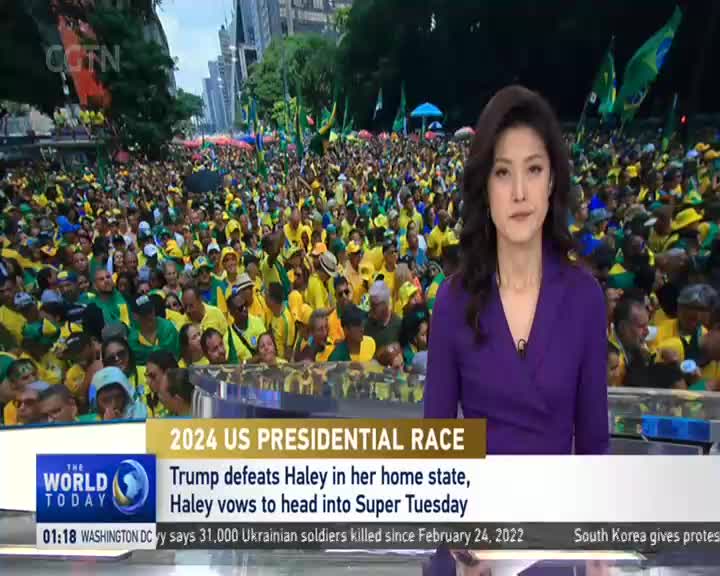 CGTN
2024 US PRESIDENTIAL RACE
Trump defeats Haley in her home state,
Haley vows to head into Super Tuesday
THE
WORLD
TODAY
01:18 WASHINGTON DC
vy says 31,000 Ukrainian soldiers killed since February 24, 2022 South Korea gives protes